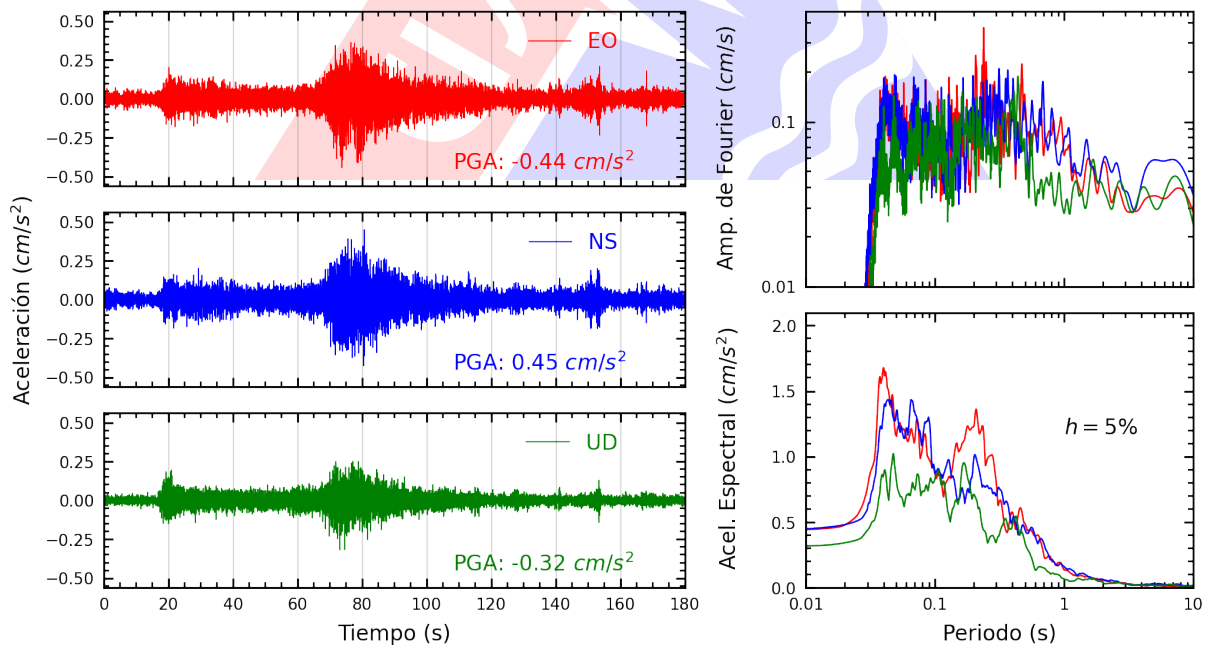 Aceleración (cm/s²)
0.50
0.25
0.00
−0.25
−0.50
EO
PGA: -0.44 cm/s²
0.50
0.25
0.00
−0.25
−0.50
NS
PGA: 0.45 cm/s²
0.50
0.25
0.00
−0.25
−0.50
UD
PGA: -0.32 cm/s²
0 20 40 60 80 100 120 140 160 180
Tiempo (s)
Amp. de Fourier (cm/s)
0.1
0.01
Acel. Espectral (cm/s²)
2.0
1.5
1.0
0.5
0.0
h = 5%
0.01 0.1 1 10
Periodo (s)